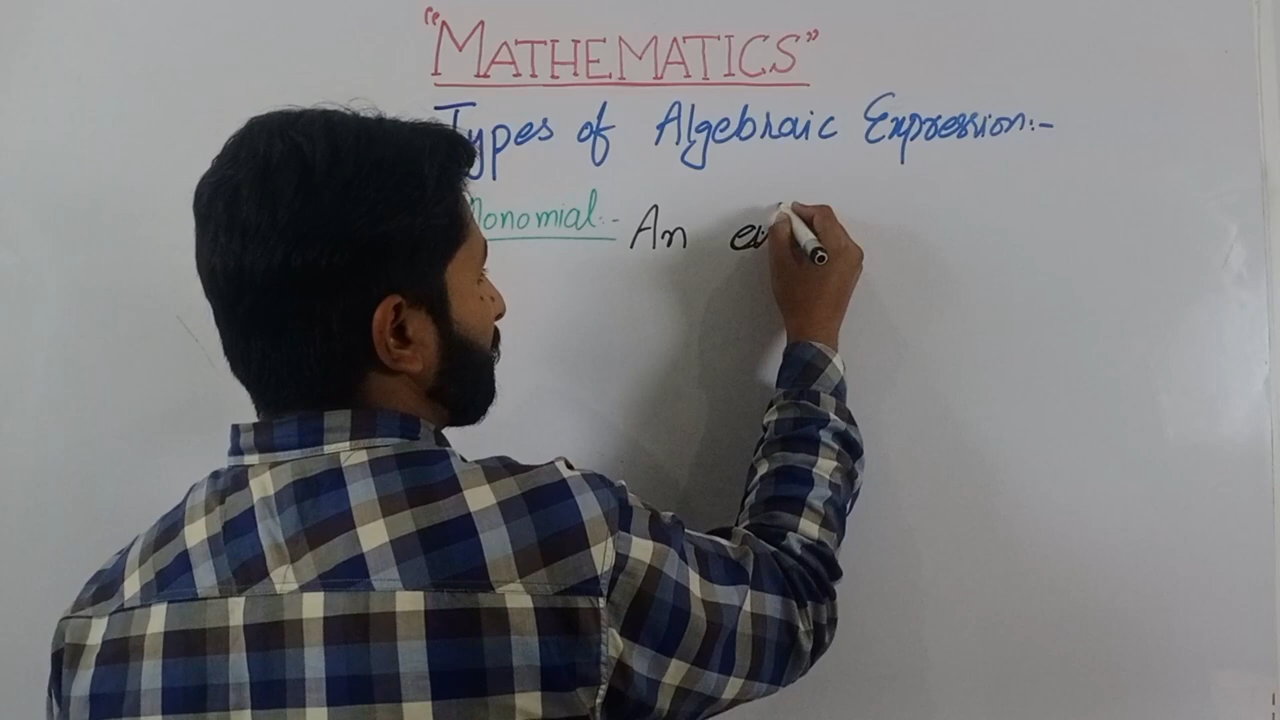 "MATHEMATICS"
Types of Algebraic Expression:-
Monomial:- An